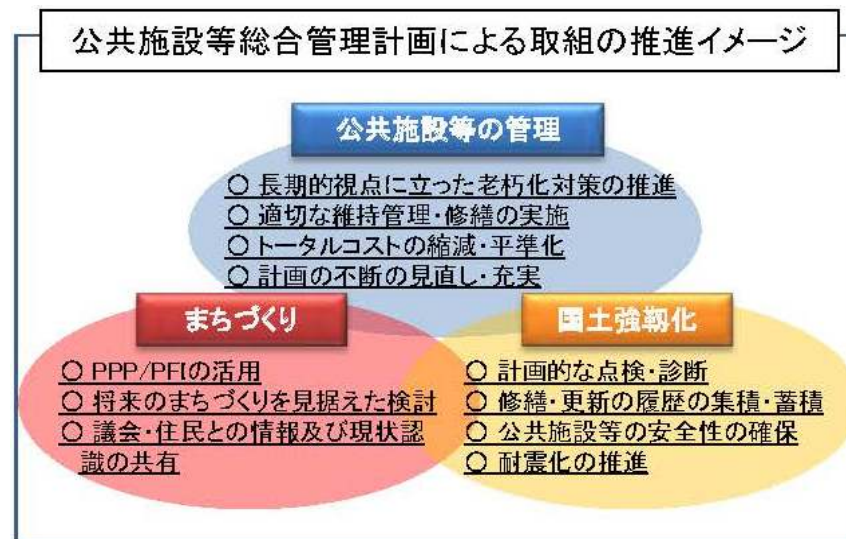 公共施設等総合管理計画による取組の推進イメージ
公共施設等の管理
○ 長期的視点に立った老朽化対策の推進
○ 適切な維持管理・修繕の実施
○ トータルコストの縮減・平準化
○ 計画の不断の見直し・充実
まちづくり
○ PPP/PFIの活用
○ 将来のまちづくりを見据えた検討
○ 議会・住民との情報及び現状認
識の共有
国土強靱化
○ 計画的な点検・診断
○ 修繕・更新の履歴の集積・蓄積
○ 公共施設等の安全性の確保
○ 耐震化の推進